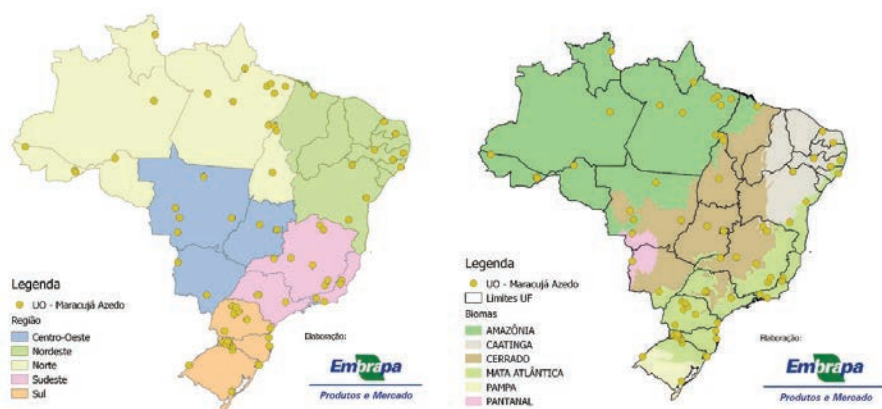 Legenda
UO - Maracujá Azedo
Região
Centro-Oeste
Nordeste
Norte
Sudeste
Sul
Elaboração:
Embrapa
Produtos e Mercado
Legenda
UO - Maracujá Azedo
Limites UF
Biomas
AMAZÔNIA
CAATINGA
CERRADO
MATA ATLÂNTICA
PAMPA
PANTANAL
Elaboração:
Embrapa
Produtos e Mercado